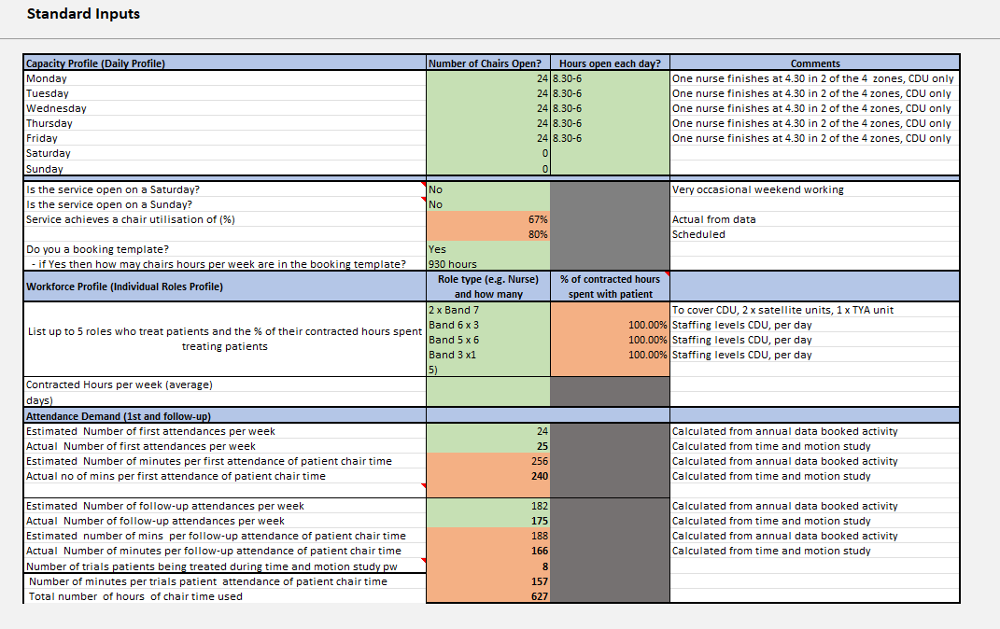 Standard Inputs
Capacity Profile (Daily Profile) Number of Chairs Open? Hours open each day? Comments
Monday 24 8.30-6 One nurse finishes at 4.30 in 2 of the 4 zones, CDU only
Tuesday 24 8.30-6 One nurse finishes at 4.30 in 2 of the 4 zones, CDU only
Wednesday 24 8.30-6 One nurse finishes at 4.30 in 2 of the 4 zones, CDU only
Thursday 24 8.30-6 One nurse finishes at 4.30 in 2 of the 4 zones, CDU only
Friday 24 8.30-6 One nurse finishes at 4.30 in 2 of the 4 zones, CDU only
Saturday 0
Sunday 0
Is the service open on a Saturday? No Very occasional weekend working
Is the service open on a Sunday? No
Service achieves a chair utilisation of (%) 67% Actual from data
80% Scheduled
Do you a booking template? Yes
- if Yes then how may chairs hours per week are in the booking template? 930 hours
Workforce Profile (Individual Roles Profile) Role type (e.g. Nurse) and how many % of contracted hours spent with patient
2 x Band 7 To cover CDU, 2 x satellite units, 1 x TYA unit
List up to 5 roles who treat patients and the % of their contracted hours spent treating patients
Band 6 x 3 100.00% Staffing levels CDU, per day
Band 5 x 6 100.00% Staffing levels CDU, per day
Band 3 x1 100.00% Staffing levels CDU, per day
5)
Contracted Hours per week (average)
days)
Attendance Demand (1st and follow-up)
Estimated Number of first attendances per week 24 Calculated from annual data booked activity
Actual Number of first attendances per week 25 Calculated from time and motion study
Estimated Number of minutes per first attendance of patient chair time 256 Calculated from annual data booked activity
Actual no of mins per first attendance of patient chair time 240 Calculated from time and motion study
Estimated Number of follow-up attendances per week 182 Calculated from annual data booked activity
Actual Number of follow-up attendances per week 175 Calculated from time and motion study
Estimated number of mins per follow-up attendance of patient chair time 188 Calculated from annual data booked activity
Actual Number of minutes per follow-up attendance of patient chair time 166 Calculated from time and motion study
Number of trials patients being treated during time and motion study pw 8
Number of minutes per trials patient attendance of patient chair time 157
Total number of hours of chair time used 627